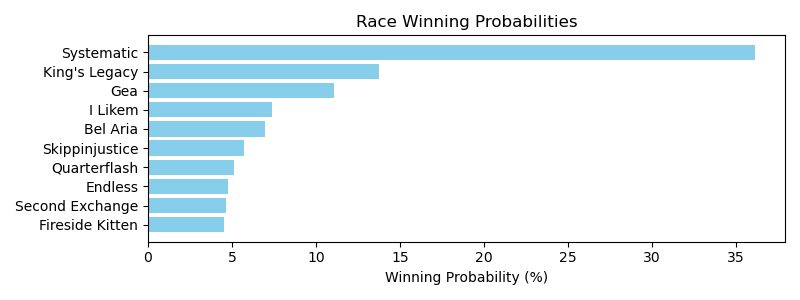 Race Winning Probabilities
Systematic
King's Legacy
Gea
I Likem
Bel Aria
Skippinjustice
Quarterflash
Endless
Second Exchange
Fireside Kitten
0 5 10 15 20 25 30 35
Winning Probability (%)